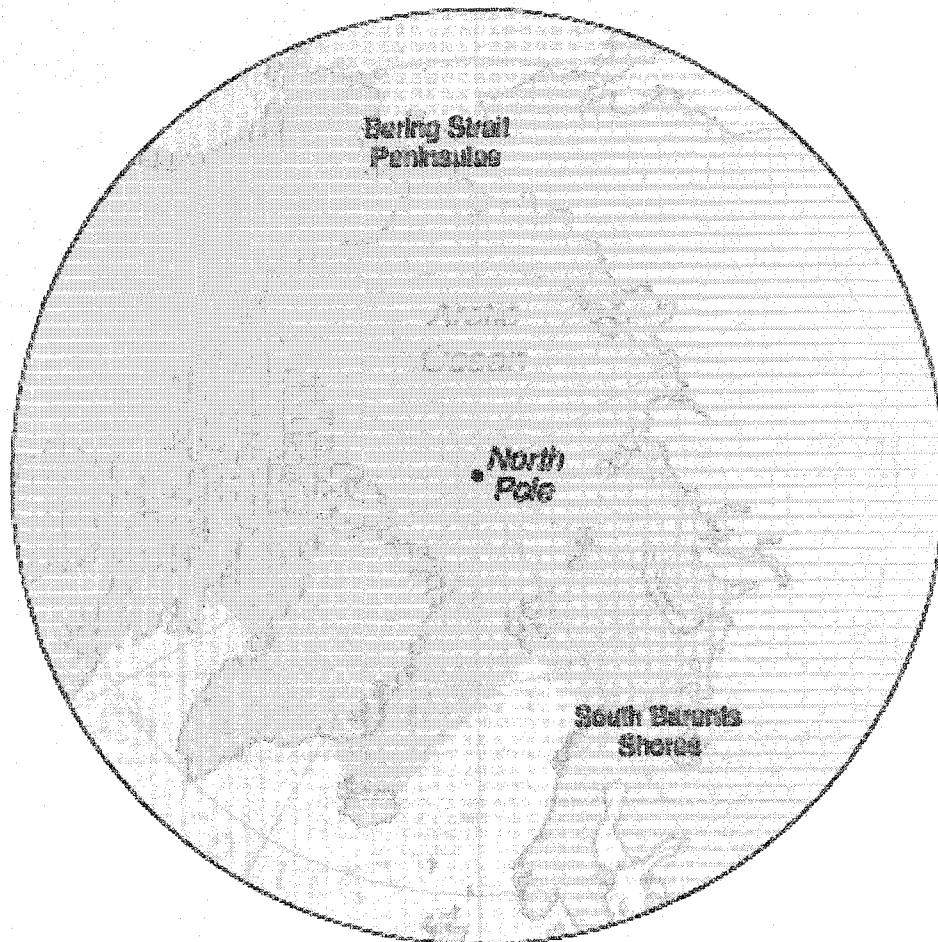 Bering Strait
Peninsulas
Arctic
Ocean
North
Pole
South Barents
Shores